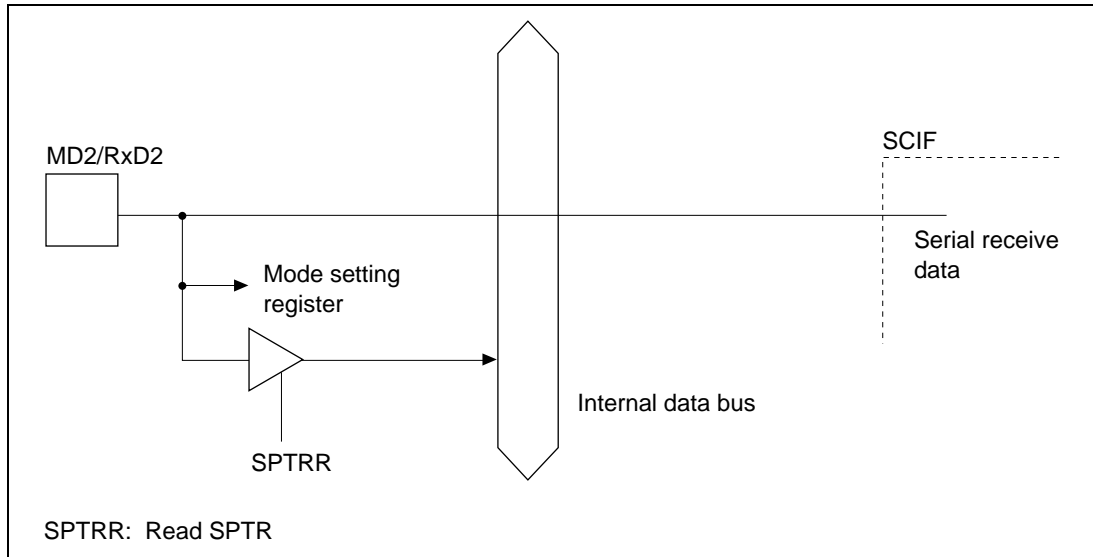 SCIF
MD2/RxD2
Serial receive
data
Mode setting
register
Internal data bus
SPTRR
SPTRR: Read SPTR